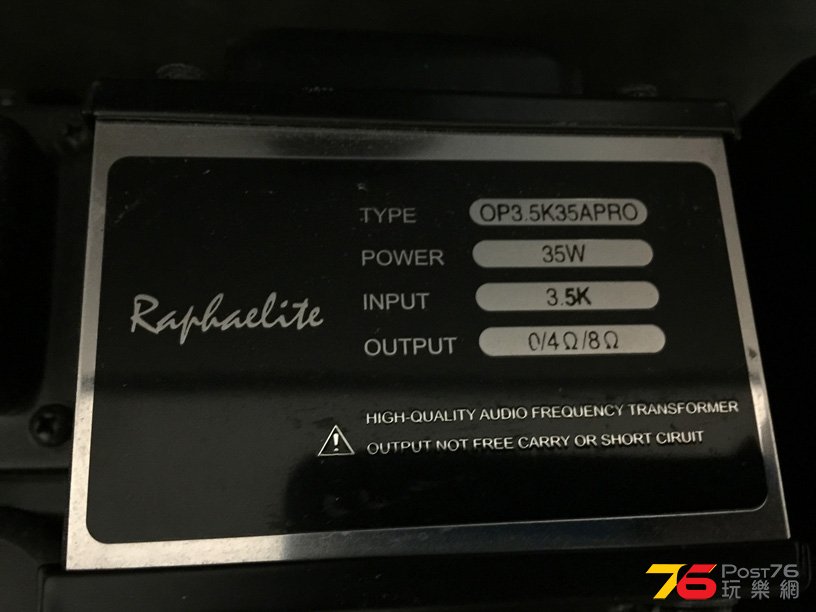 TYPE OP3.5K35APRO
POWER 35W
INPUT 3.5K
OUTPUT 0/4Ω/8Ω
Raphaelite
HIGH-QUALITY AUDIO FREQUENCY TRANSFORMER
OUTPUT NOT FREE CARRY OR SHORT CIRUIT
76 POST76
玩樂網